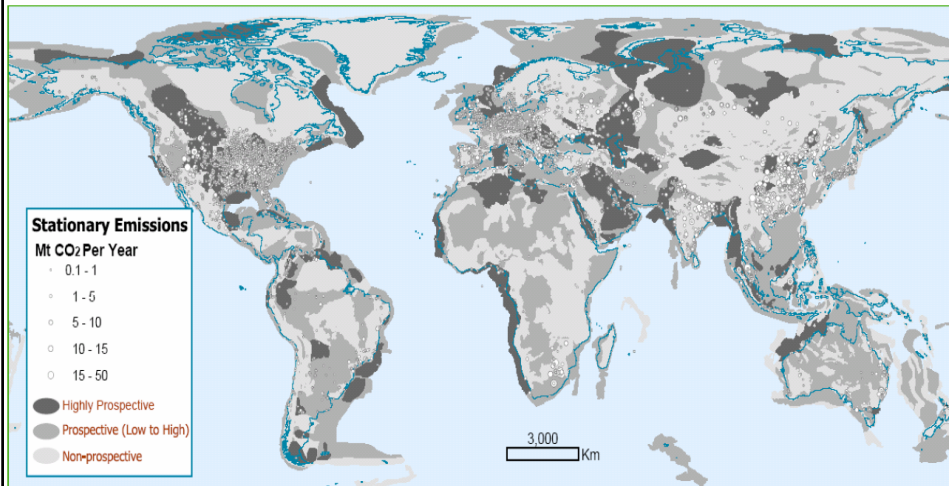 Stationary Emissions
Mt CO2 Per Year
0.1 - 1
1 - 5
5 - 10
10 - 15
15 - 50
Highly Prospective
Prospective (Low to High)
Non-prospective
3,000
Km